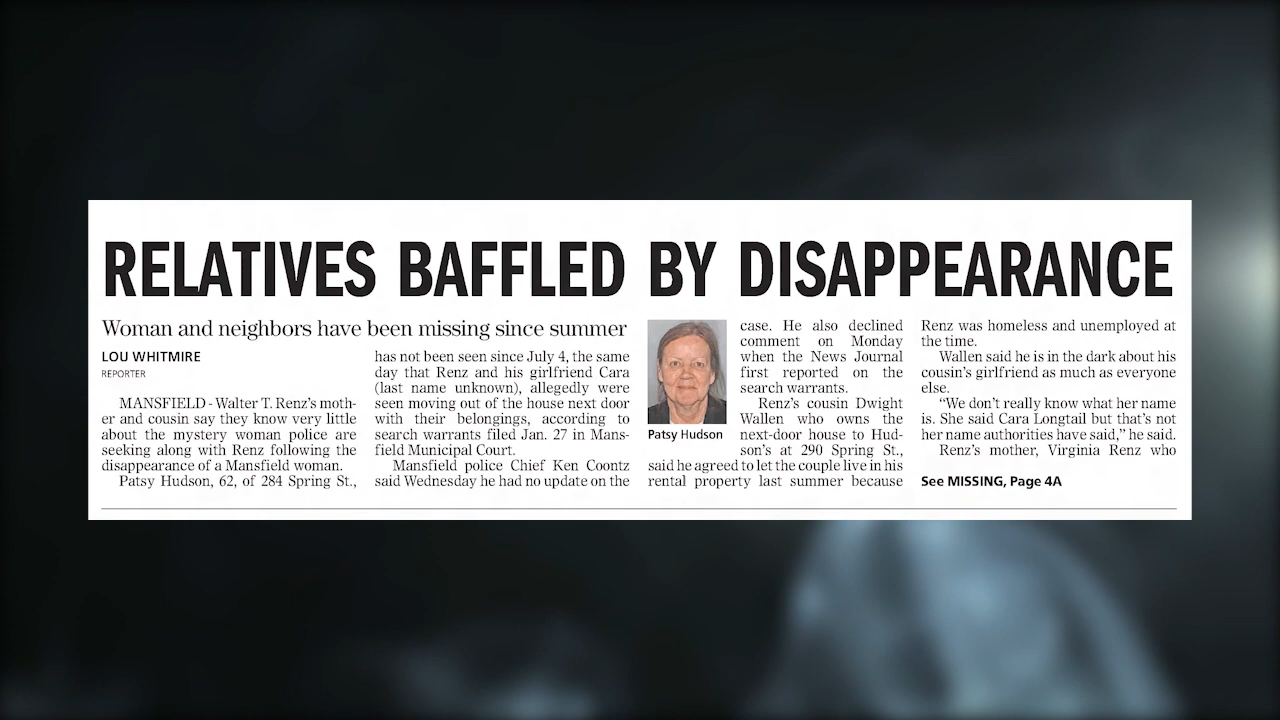 RELATIVES BAFFLED BY DISAPPEARANCE
Woman and neighbors have been missing since summer
LOU WHITMIRE
REPORTER
MANSFIELD - Walter T. Renz's moth-
er and cousin say they know very little
about the mystery woman police are
seeking along with Renz following the
disappearance of a Mansfield woman.
Patsy Hudson, 62, of 284 Spring St.,
has not been seen since July 4, the same
day that Renz and his girlfriend Cara
(last name unknown), allegedly were
seen moving out of the house next door
with their belongings, according to
search warrants filed Jan. 27 in Mans-
field Municipal Court.
Mansfield police Chief Ken Coontz
said Wednesday he had no update on the
Patsy Hudson
case. He also declined
comment on Monday
when the News Journal
first reported on the
search warrants.
Renz's cousin Dwight
Wallen who owns the
next-door house to Hud-
son's at 290 Spring St.,
said he agreed to let the couple live in his
rental property last summer because
Renz was homeless and unemployed at
the time.
Wallen said he is in the dark about his
cousin's girlfriend as much as everyone
else.
"We don't really know what her name
is. She said Cara Longtail but that's not
her name authorities have said," he said.
Renz's mother, Virginia Renz who
See MISSING, Page 4A